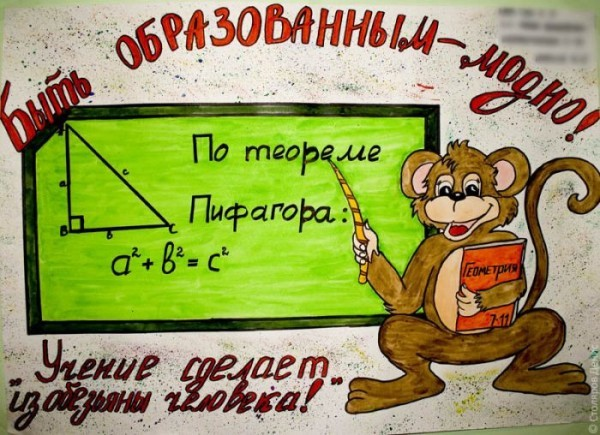 Быть ОБРАЗОВАННЫМ - модно!
По теореме
Пифагора:
a
c
B
b
C
a² + b² = c²
ГЕОМЕТРИЯ
7-11
„Учение сделает
из обезьяны человека!"